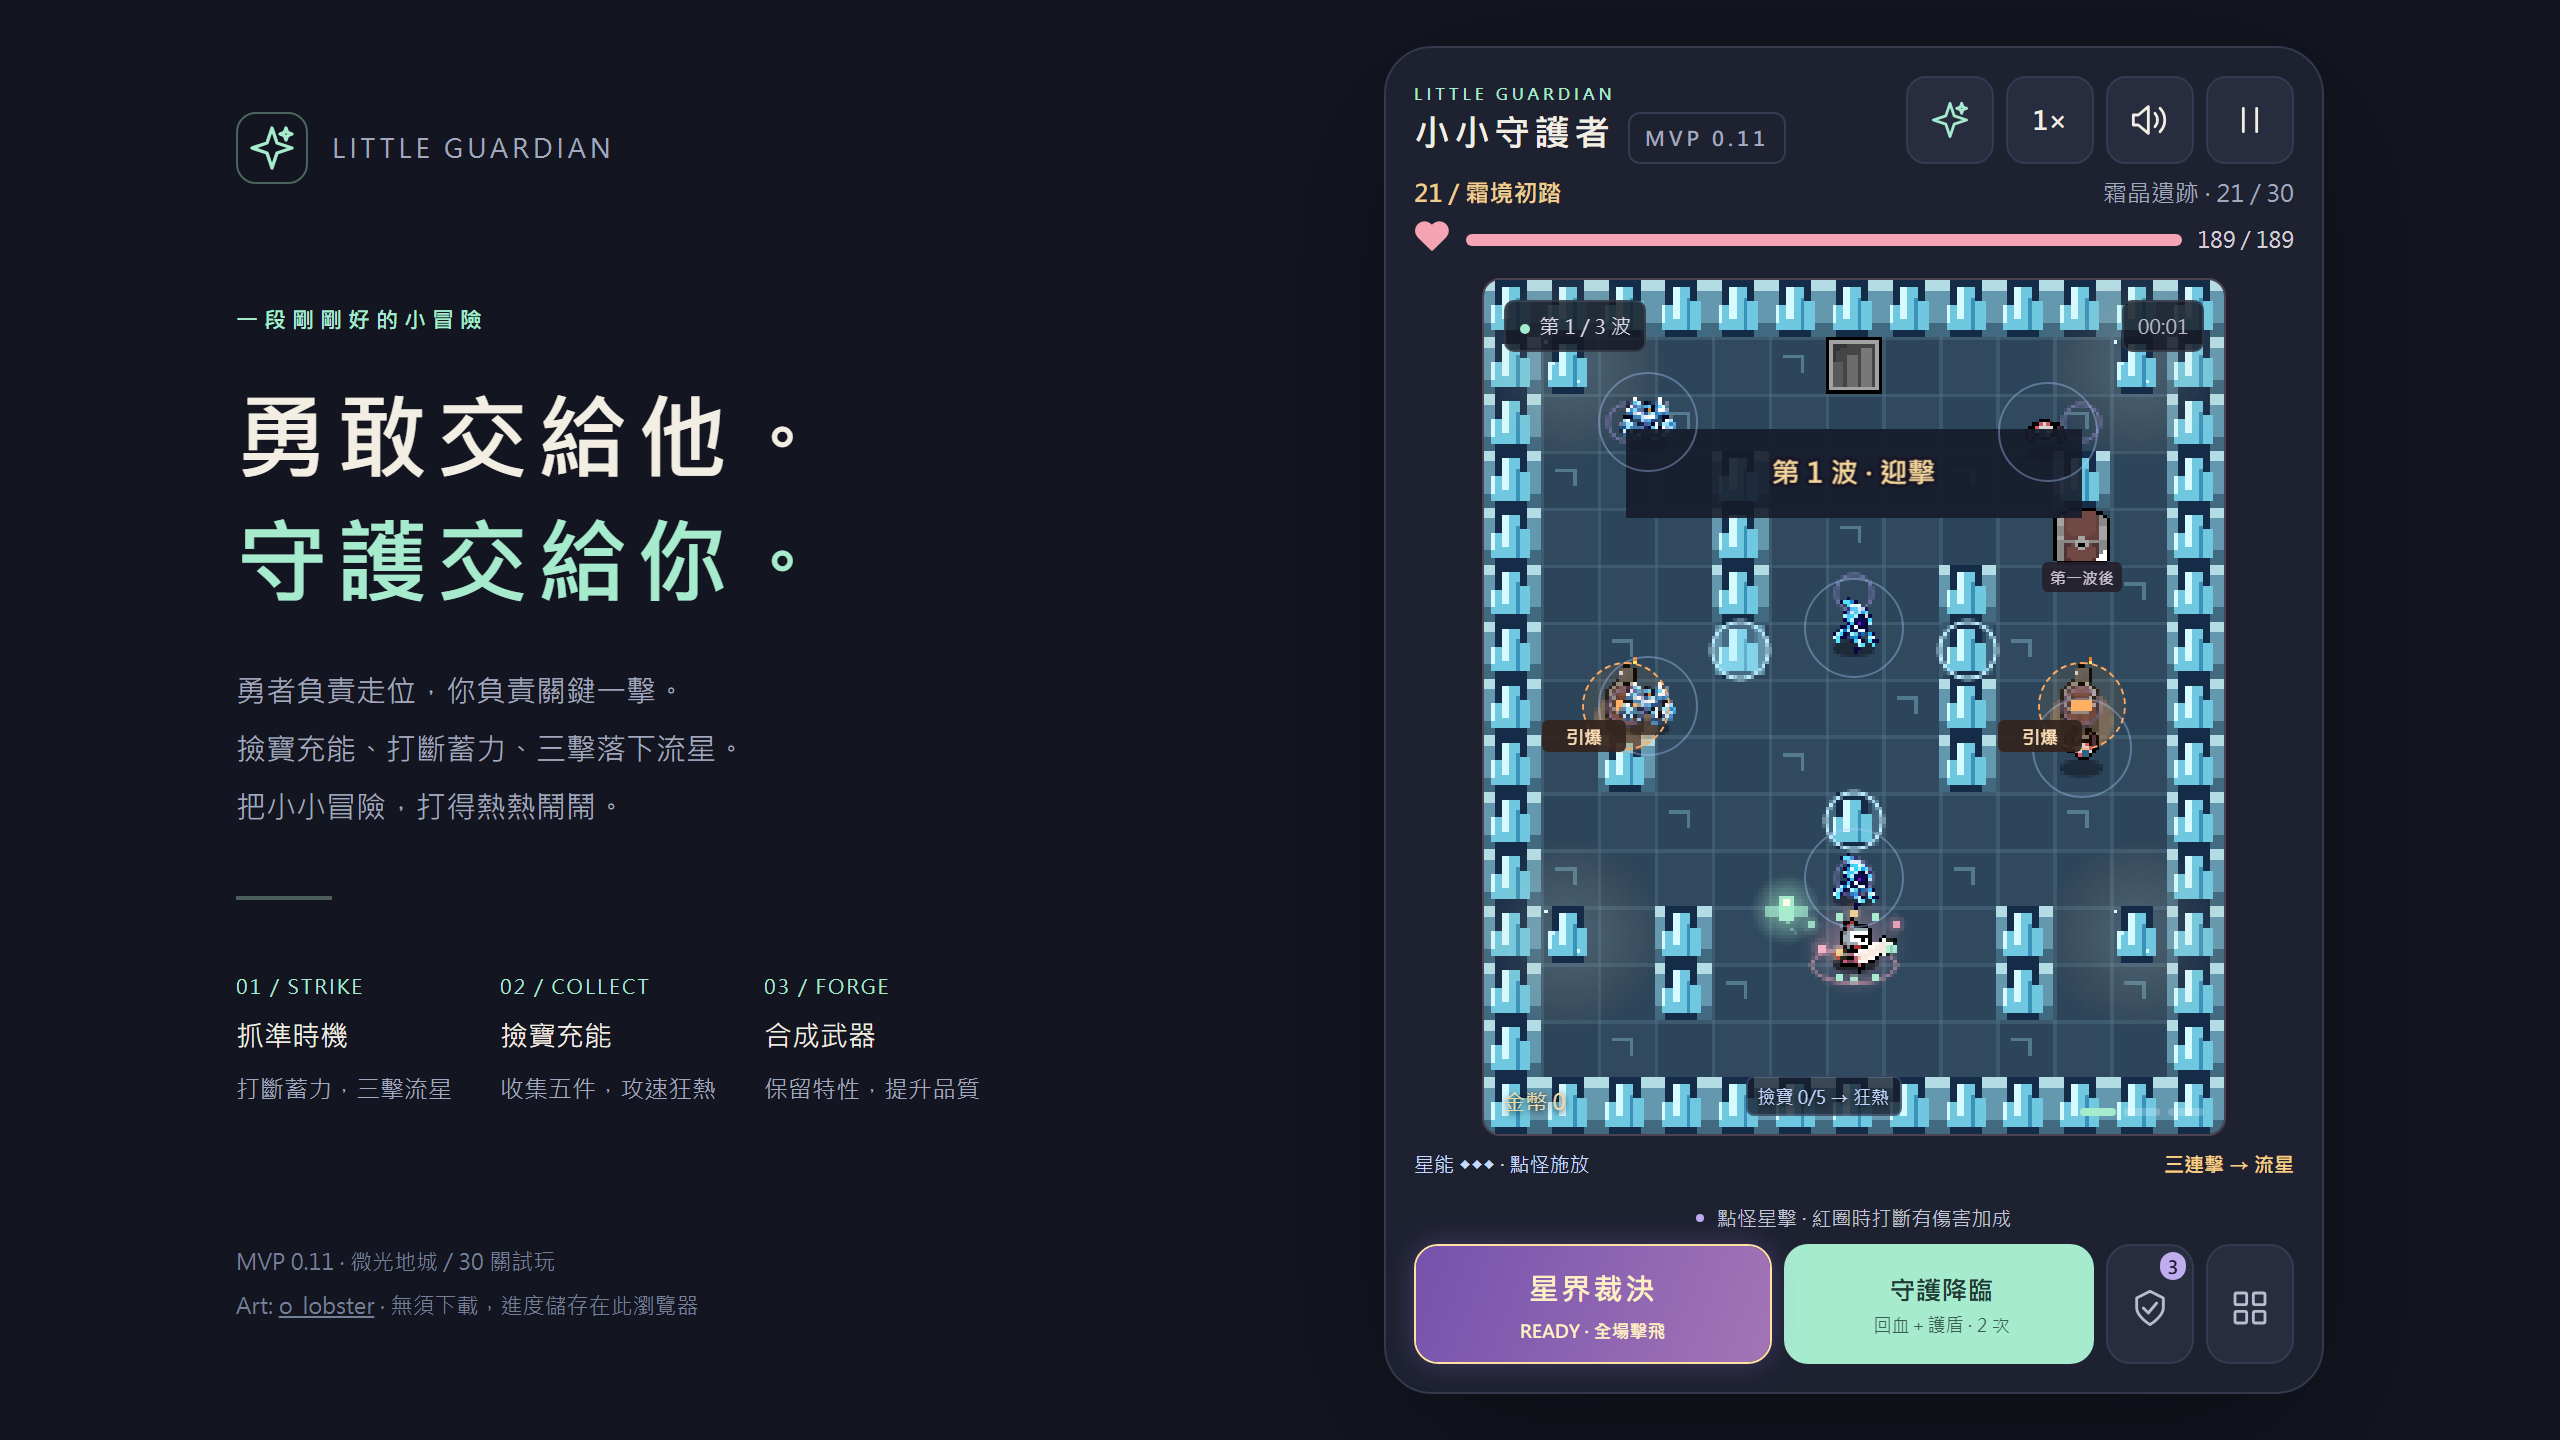 LITTLE GUARDIAN
一段剛剛好的小冒險
勇敢交給他。
守護交給你。
勇者負責走位，你負責關鍵一擊。
撿寶充能、打斷蓄力、三擊落下流星。
把小小冒險，打得熱熱鬧鬧。
01 / STRIKE
抓準時機
打斷蓄力，三擊流星
02 / COLLECT
撿寶充能
收集五件，攻速狂熱
03 / FORGE
合成武器
保留特性，提升品質
MVP 0.11 · 微光地城 / 30 關試玩
Art: o_lobster · 無須下載，進度儲存在此瀏覽器
LITTLE GUARDIAN
小小守護者
MVP 0.11
1×
21 / 霜境初踏
霜晶遺跡 · 21 / 30
189 / 189
第 1 / 3 波
00:01
第 1 波 · 迎擊
第一波後
引爆
引爆
金幣 0
撿寶 0/5 → 狂熱
星能 ◆◆◆ · 點怪施放
三連擊 → 流星
點怪星擊 · 紅圈時打斷有傷害加成
星界裁決
READY · 全場擊飛
守護降臨
回血 + 護盾 · 2 次
3